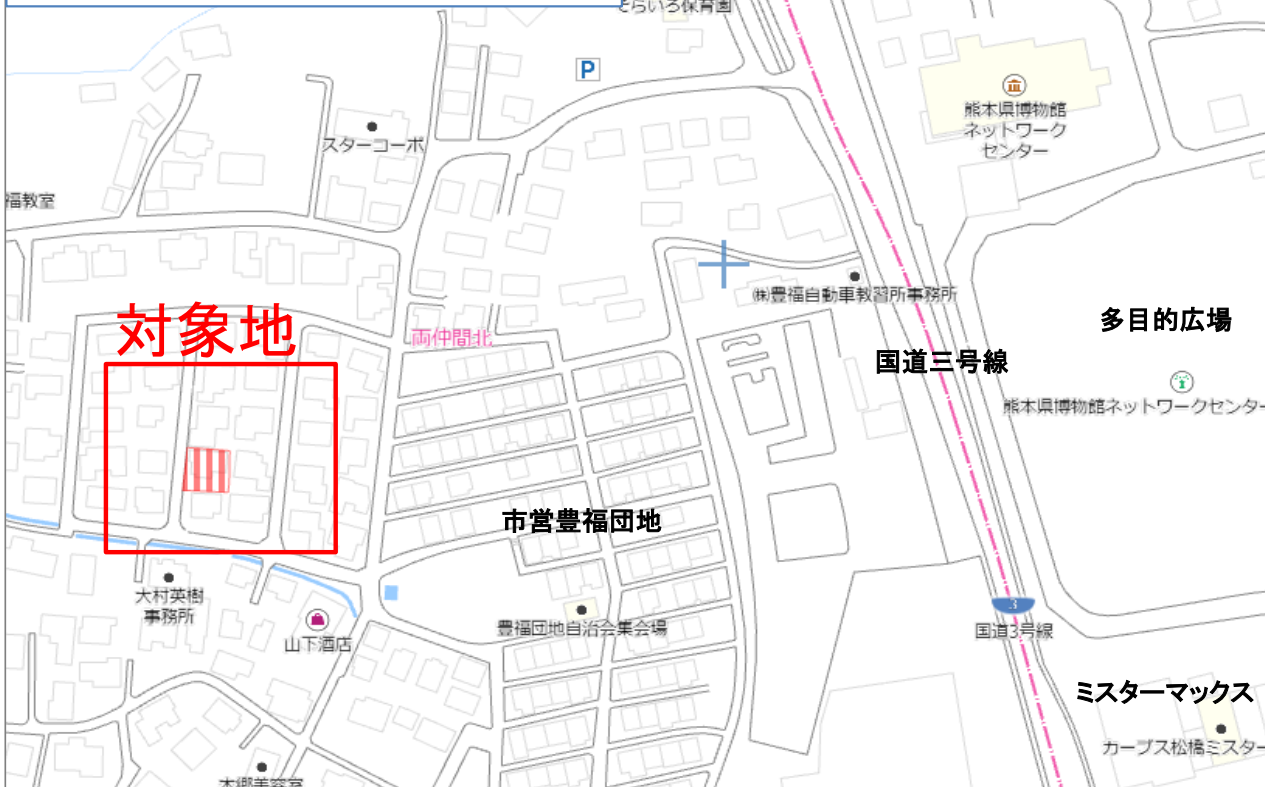 そらいろ保育園
P
熊本県博物館
ネットワーク
センター
スターコーポ
福教室
㈱豊福自動車教習所事務所
対象地
両仲間北
多目的広場
国道三号線
熊本県博物館ネットワークセンター
市営豊福団地
大村英樹
事務所
山下酒店
豊福団地自治会集会場
3
国道3号線
ミスターマックス
カーブス松橋ミスター
本郷美容室